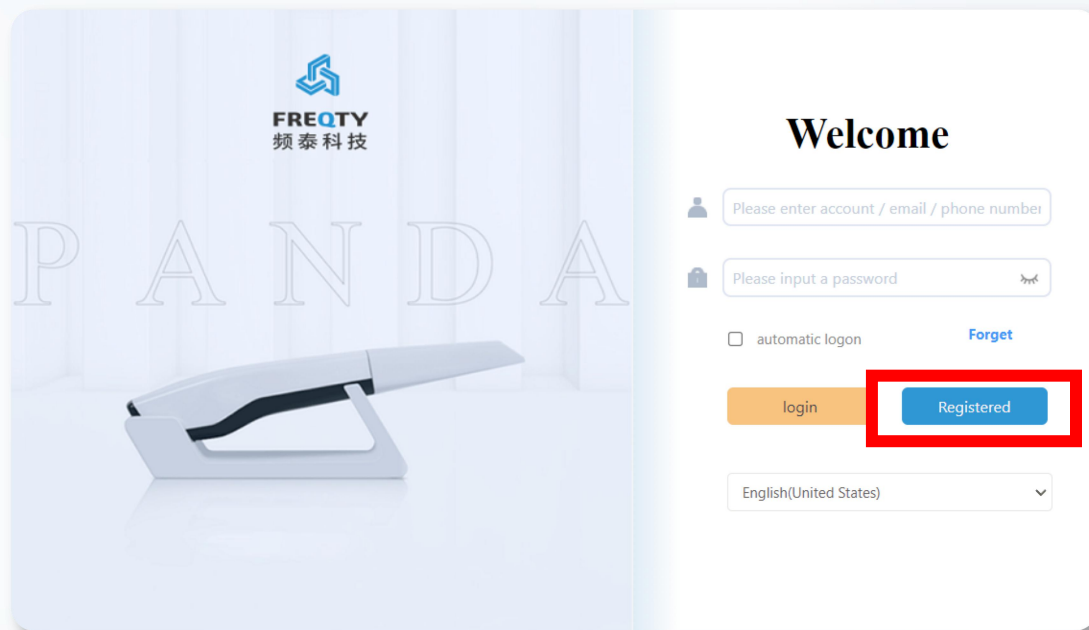 FREQTY
频泰科技
PANDA
Welcome
Please enter account / email / phone number
Please input a password
automatic logon
Forget
login
Registered
English(United States)